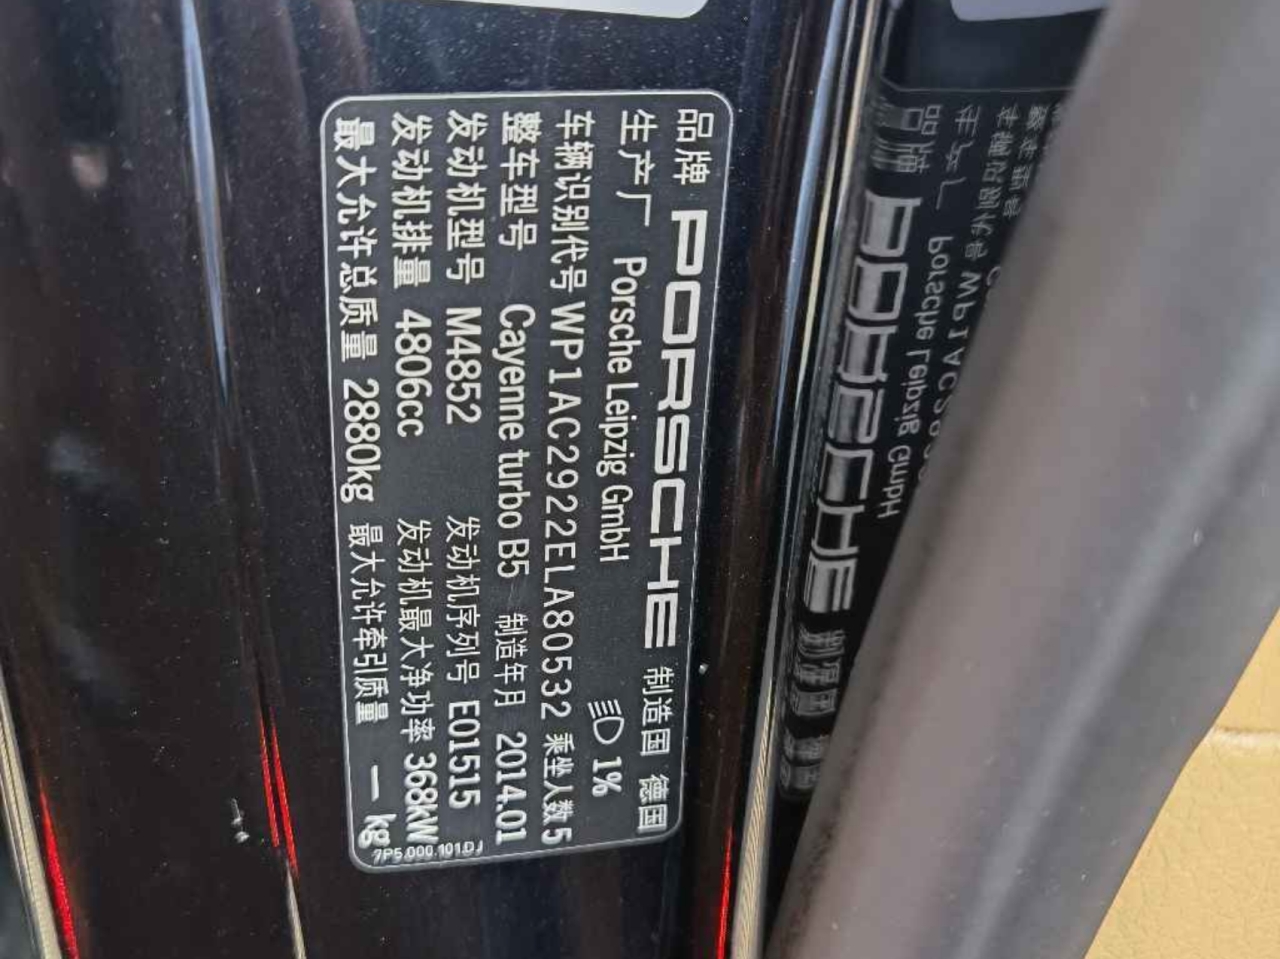 品牌 PORSCHE 制造国 德国
生产厂 Porsche Leipzig GmbH 1%
车辆识别代号 WP1AC2922ELA80532 乘坐人数 5
整车型号 Cayenne turbo B5 制造年月 2014.01
发动机型号 M4852 发动机序列号 E01515
发动机排量 4806cc 发动机最大净功率 368kW
最大允许总质量 2880kg 最大允许牵引质量 — kg
7P5.000.101.DJ